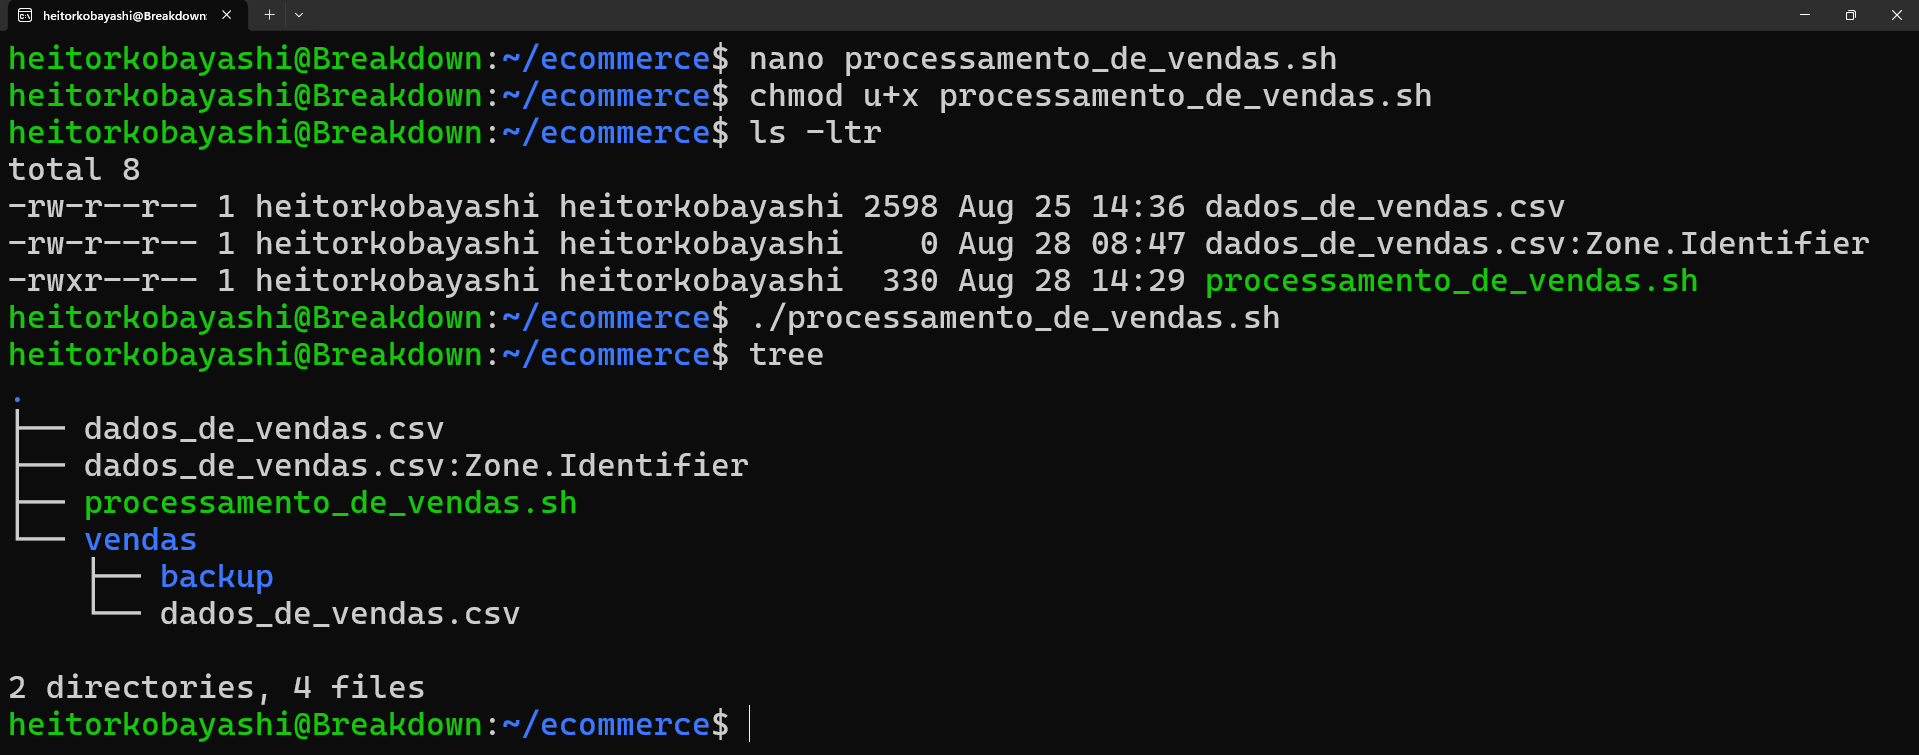 heitorkobayashi@Breakdown:
heitorkobayashi@Breakdown:~/ecommerce$ nano processamento_de_vendas.sh
heitorkobayashi@Breakdown:~/ecommerce$ chmod u+x processamento_de_vendas.sh
heitorkobayashi@Breakdown:~/ecommerce$ ls -ltr
total 8
-rw-r--r-- 1 heitorkobayashi heitorkobayashi 2598 Aug 25 14:36 dados_de_vendas.csv
-rw-r--r-- 1 heitorkobayashi heitorkobayashi    0 Aug 28 08:47 dados_de_vendas.csv:Zone.Identifier
-rwxr--r-- 1 heitorkobayashi heitorkobayashi  330 Aug 28 14:29 processamento_de_vendas.sh
heitorkobayashi@Breakdown:~/ecommerce$ ./processamento_de_vendas.sh
heitorkobayashi@Breakdown:~/ecommerce$ tree
.
├── dados_de_vendas.csv
├── dados_de_vendas.csv:Zone.Identifier
├── processamento_de_vendas.sh
└── vendas
    ├── backup
    └── dados_de_vendas.csv
2 directories, 4 files
heitorkobayashi@Breakdown:~/ecommerce$